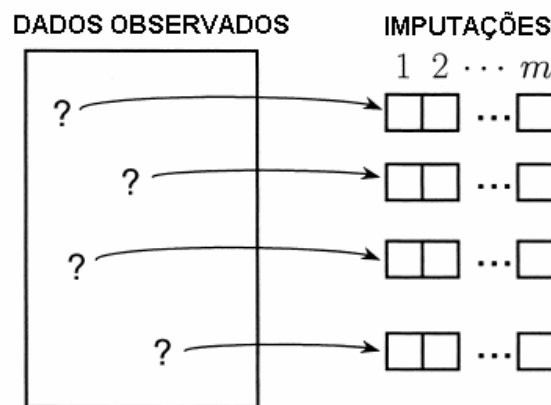 DADOS OBSERVADOS IMPUTAÇÕES
1 2 ··· m
? ...
? ...
? ...
? ...